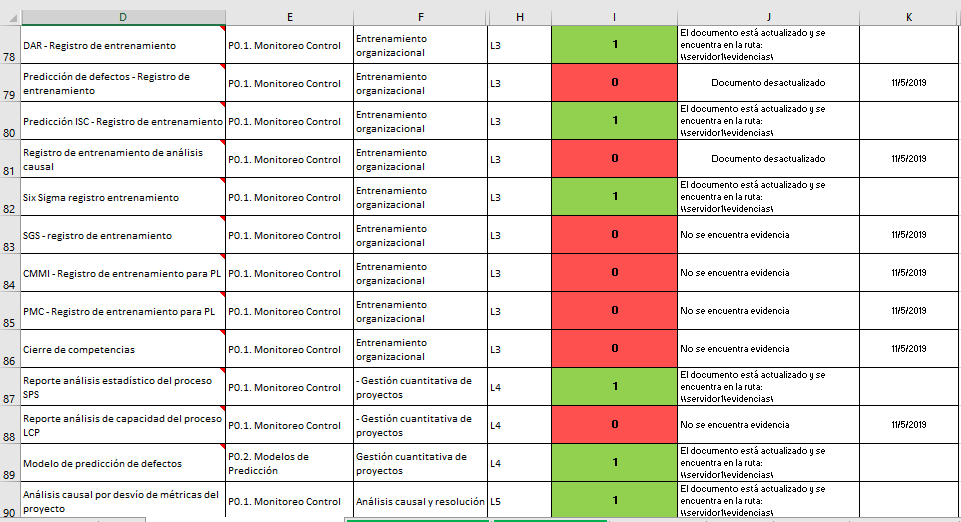 D E F H I J K
78 DAR - Registro de entrenamiento P0.1. Monitoreo Control Entrenamiento organizacional L3 1 El documento está actualizado y se encuentra en la ruta: \\servidor1\evidencias\
79 Predicción de defectos - Registro de entrenamiento P0.1. Monitoreo Control Entrenamiento organizacional L3 0 Documento desactualizado 11/5/2019
80 Predicción ISC - Registro de entrenamiento P0.1. Monitoreo Control Entrenamiento organizacional L3 1 El documento está actualizado y se encuentra en la ruta: \\servidor1\evidencias\
81 Registro de entrenamiento de análisis causal P0.1. Monitoreo Control Entrenamiento organizacional L3 0 Documento desactualizado 11/5/2019
82 Six Sigma registro entrenamiento P0.1. Monitoreo Control Entrenamiento organizacional L3 1 El documento está actualizado y se encuentra en la ruta: \\servidor1\evidencias\
83 SGS - registro de entrenamiento P0.1. Monitoreo Control Entrenamiento organizacional L3 0 No se encuentra evidencia 11/5/2019
84 CMMI - Registro de entrenamiento para PL P0.1. Monitoreo Control Entrenamiento organizacional L3 0 No se encuentra evidencia 11/5/2019
85 PMC - Registro de entrenamiento para PL P0.1. Monitoreo Control Entrenamiento organizacional L3 0 No se encuentra evidencia 11/5/2019
86 Cierre de competencias P0.1. Monitoreo Control Entrenamiento organizacional L3 0 No se encuentra evidencia 11/5/2019
87 Reporte análisis estadístico del proceso SPS P0.1. Monitoreo Control - Gestión cuantitativa de proyectos L4 1 El documento está actualizado y se encuentra en la ruta: \\servidor1\evidencias\
88 Reporte análisis de capacidad del proceso LCP P0.1. Monitoreo Control - Gestión cuantitativa de proyectos L4 0 No se encuentra evidencia 11/5/2019
89 Modelo de predicción de defectos P0.2. Modelos de Predicción Gestión cuantitativa de proyectos L4 1 El documento está actualizado y se encuentra en la ruta: \\servidor1\evidencias\
90 Análisis causal por desvío de métricas del proyecto P0.1. Monitoreo Control Análisis causal y resolución L5 1 El documento está actualizado y se encuentra en la ruta: \\servidor1\evidencias\